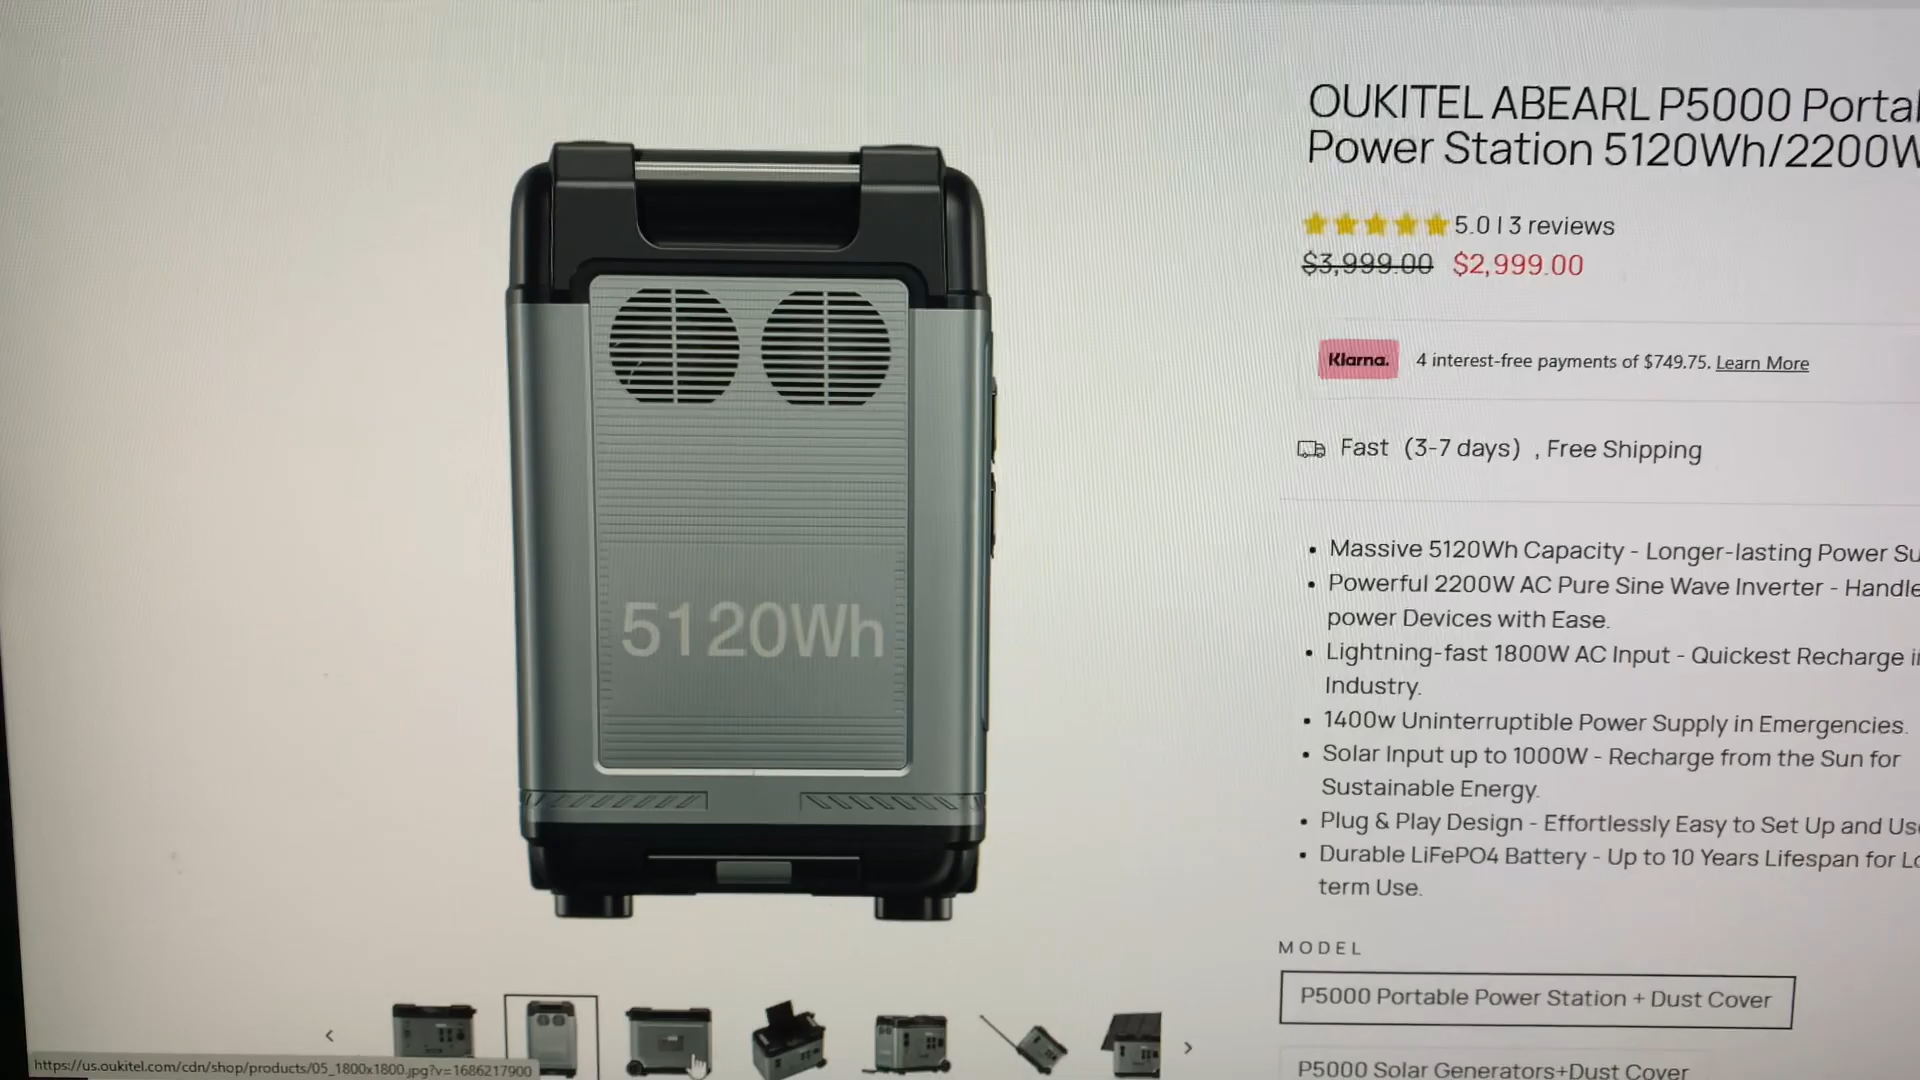 OUKITEL ABEARL P5000
Power Station 5120Wh/2200W
5.0 | 3 reviews
$3,999.00 $2,999.00
Klarna. 4 interest-free payments of $749.75. Learn More
Fast (3-7 days) , Free Shipping
• Massive 5120Wh Capacity - Longer-lasting Power
• Powerful 2200W AC Pure Sine Wave Inverter -
power Devices with Ease.
• Lightning-fast 1800W AC Input - Quickest Recharge
Industry.
• 1400w Uninterruptible Power Supply in Emergencies.
• Solar Input up to 1000W - Recharge from the Sun for
Sustainable Energy.
• Plug & Play Design - Effortlessly Easy to Set Up and
• Durable LiFePO4 Battery - Up to 10 Years Lifespan for
term Use.
MODEL
P5000 Portable Power Station + Dust Cover
P5000 Solar Generators+Dust Cover
5120Wh
https://us.oukitel.com/cdn/shop/products/05_1800x1800.jpg?v=1686217900